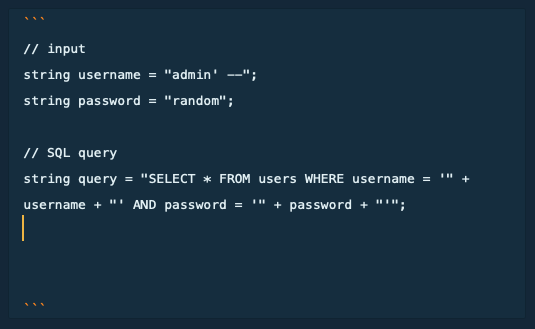 ```
// input
string username = "admin' --";
string password = "random";
// SQL query
string query = "SELECT * FROM users WHERE username = '" +
username + "' AND password = '" + password + "'";
```